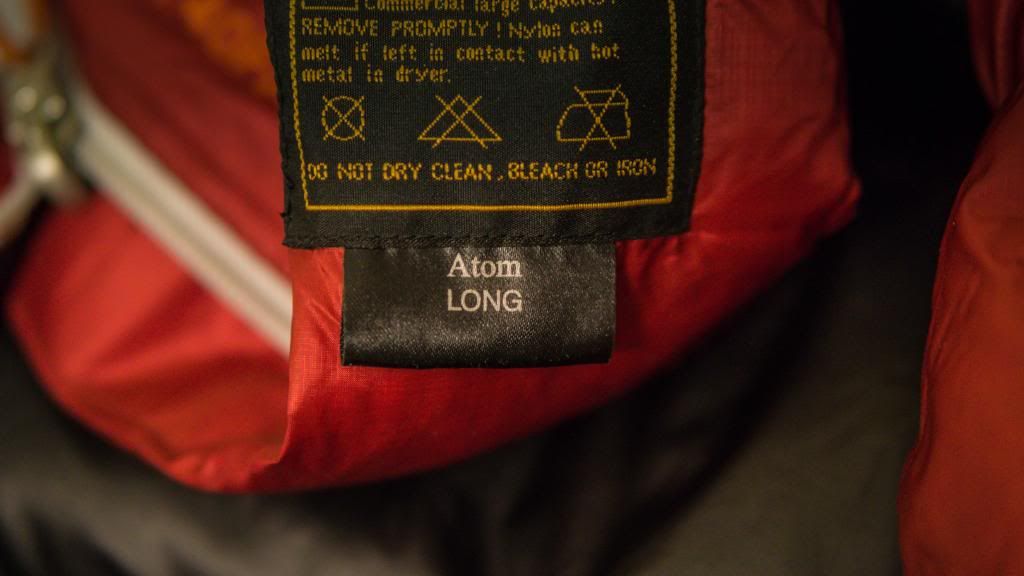 Commercial large capacity.
REMOVE PROMPTLY ! Nylon can
melt if left in contact with hot
metal in dryer.
DO NOT DRY CLEAN , BLEACH OR IRON
Atom
LONG